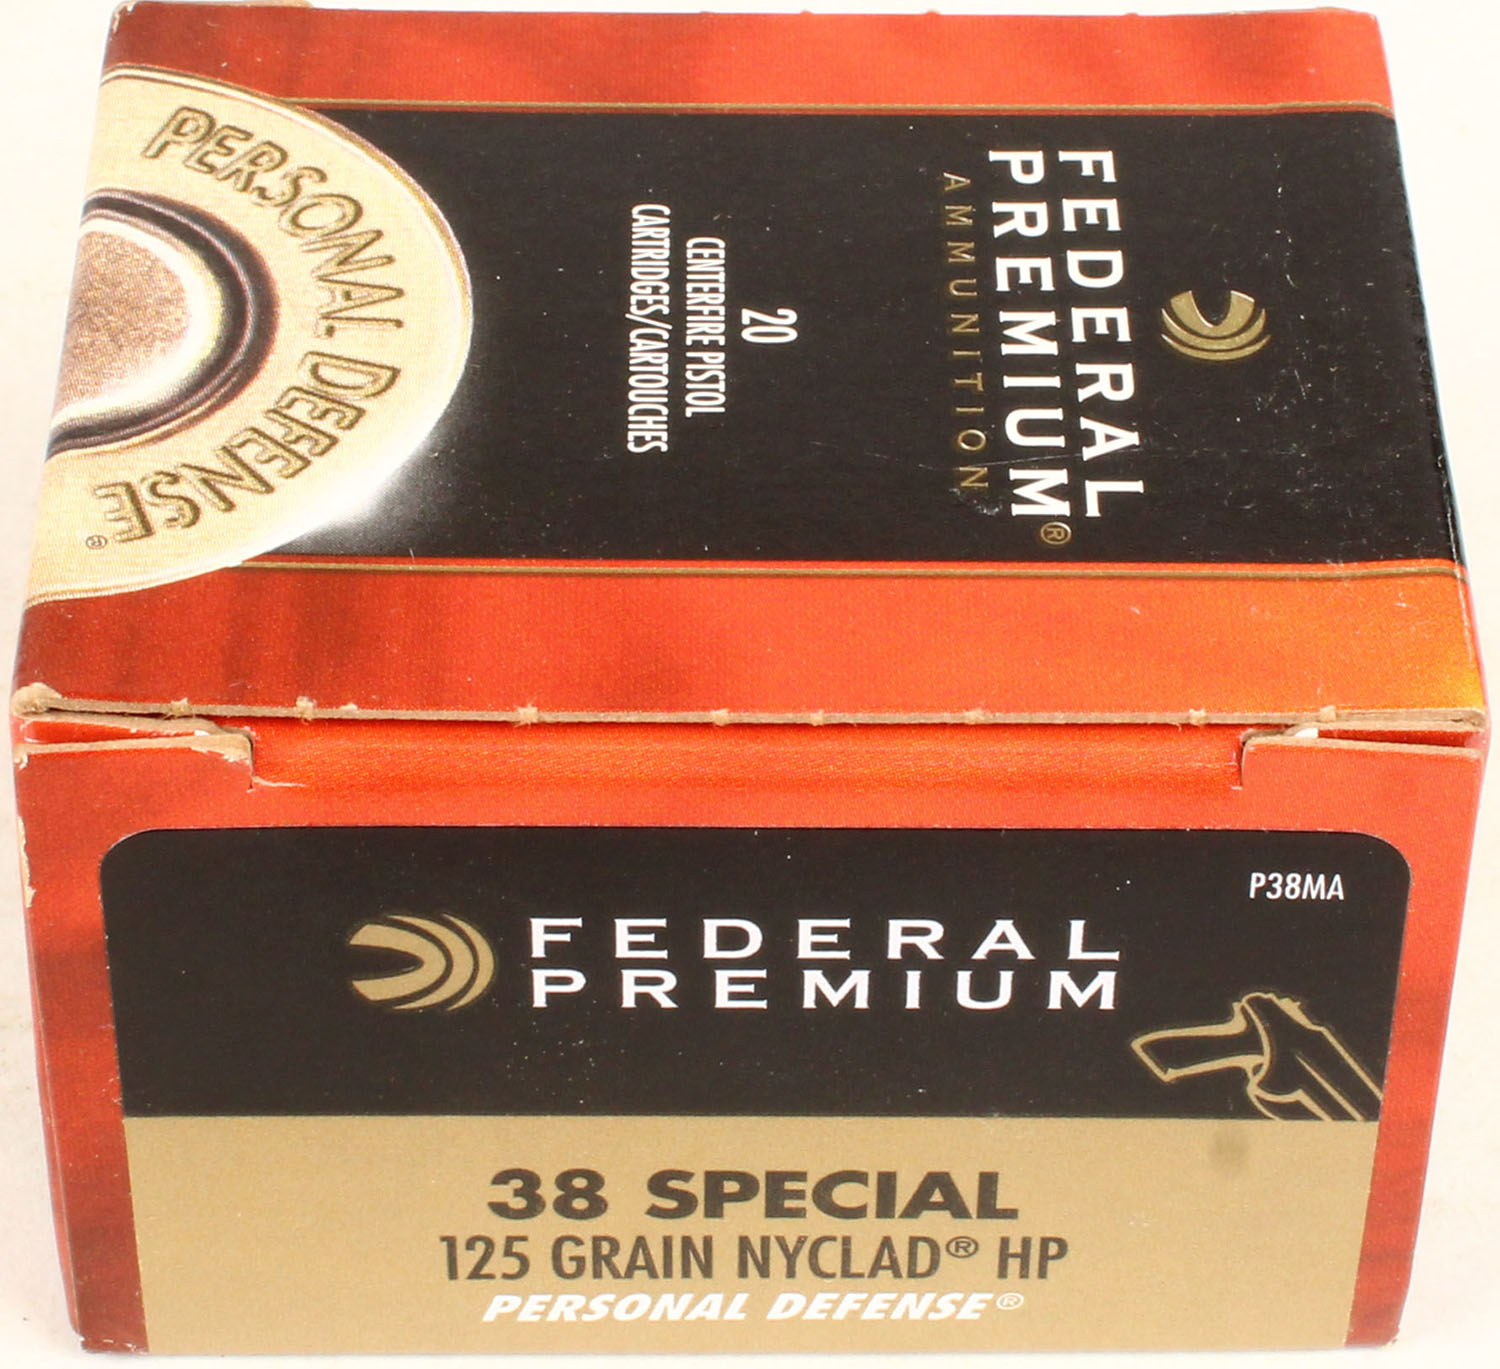 FEDERAL
PREMIUM®
AMMUNITION
20
CENTERFIRE PISTOL
CARTRIDGES/CARTOUCHES
PERSONAL DEFENSE®
P38MA
FEDERAL
PREMIUM
38 SPECIAL
125 GRAIN NYCLAD® HP
PERSONAL DEFENSE®